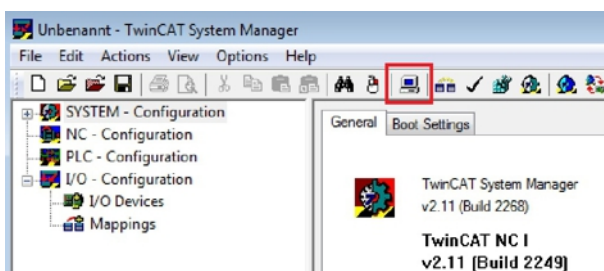 Unbenannt - TwinCAT System Manager
File Edit Actions View Options Help
SYSTEM - Configuration
NC - Configuration
PLC - Configuration
I/O - Configuration
I/O Devices
Mappings
General Boot Settings
TwinCAT System Manager
v2.11 (Build 2268)
TwinCAT NC I
v2.11 (Build 2249)